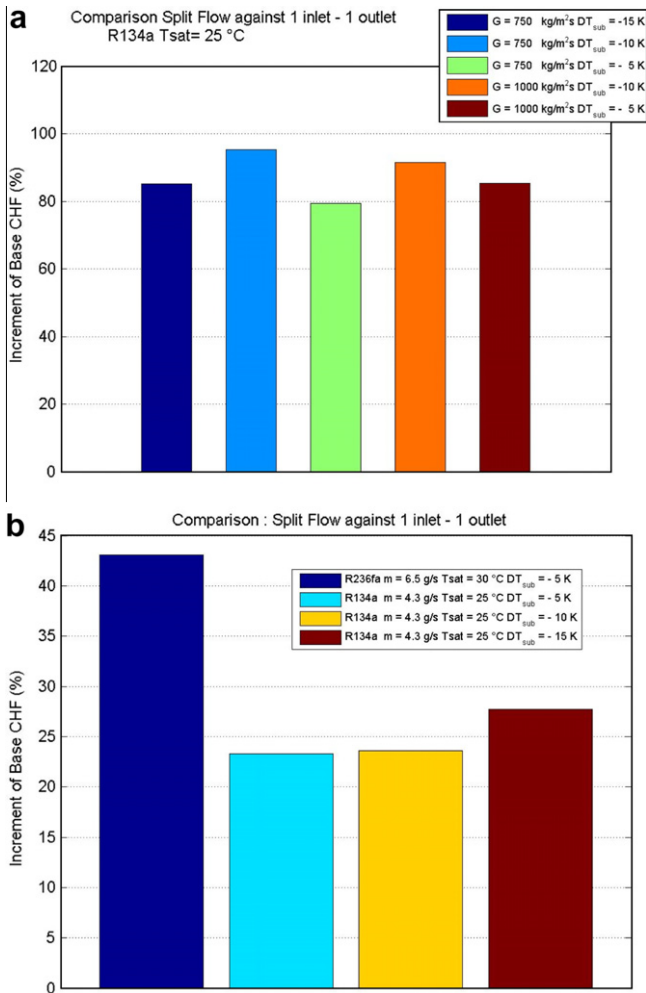 a
Comparison Split Flow against 1 inlet - 1 outlet
R134a Tsat= 25 °C
G = 750 kg/m²s DTsub = -15 K
G = 750 kg/m²s DTsub = -10 K
G = 750 kg/m²s DTsub = - 5 K
G = 1000 kg/m²s DTsub = -10 K
G = 1000 kg/m²s DTsub = - 5 K
Increment of Base CHF (%)
120
100
80
60
40
20
0
b
Comparison : Split Flow against 1 inlet - 1 outlet
R236fa m = 6.5 g/s Tsat = 30 °C DTsub = - 5 K
R134a m = 4.3 g/s Tsat = 25 °C DTsub = - 5 K
R134a m = 4.3 g/s Tsat = 25 °C DTsub = - 10 K
R134a m = 4.3 g/s Tsat = 25 °C DTsub = - 15 K
Increment of Base CHF (%)
45
40
35
30
25
20
15
10
5
0